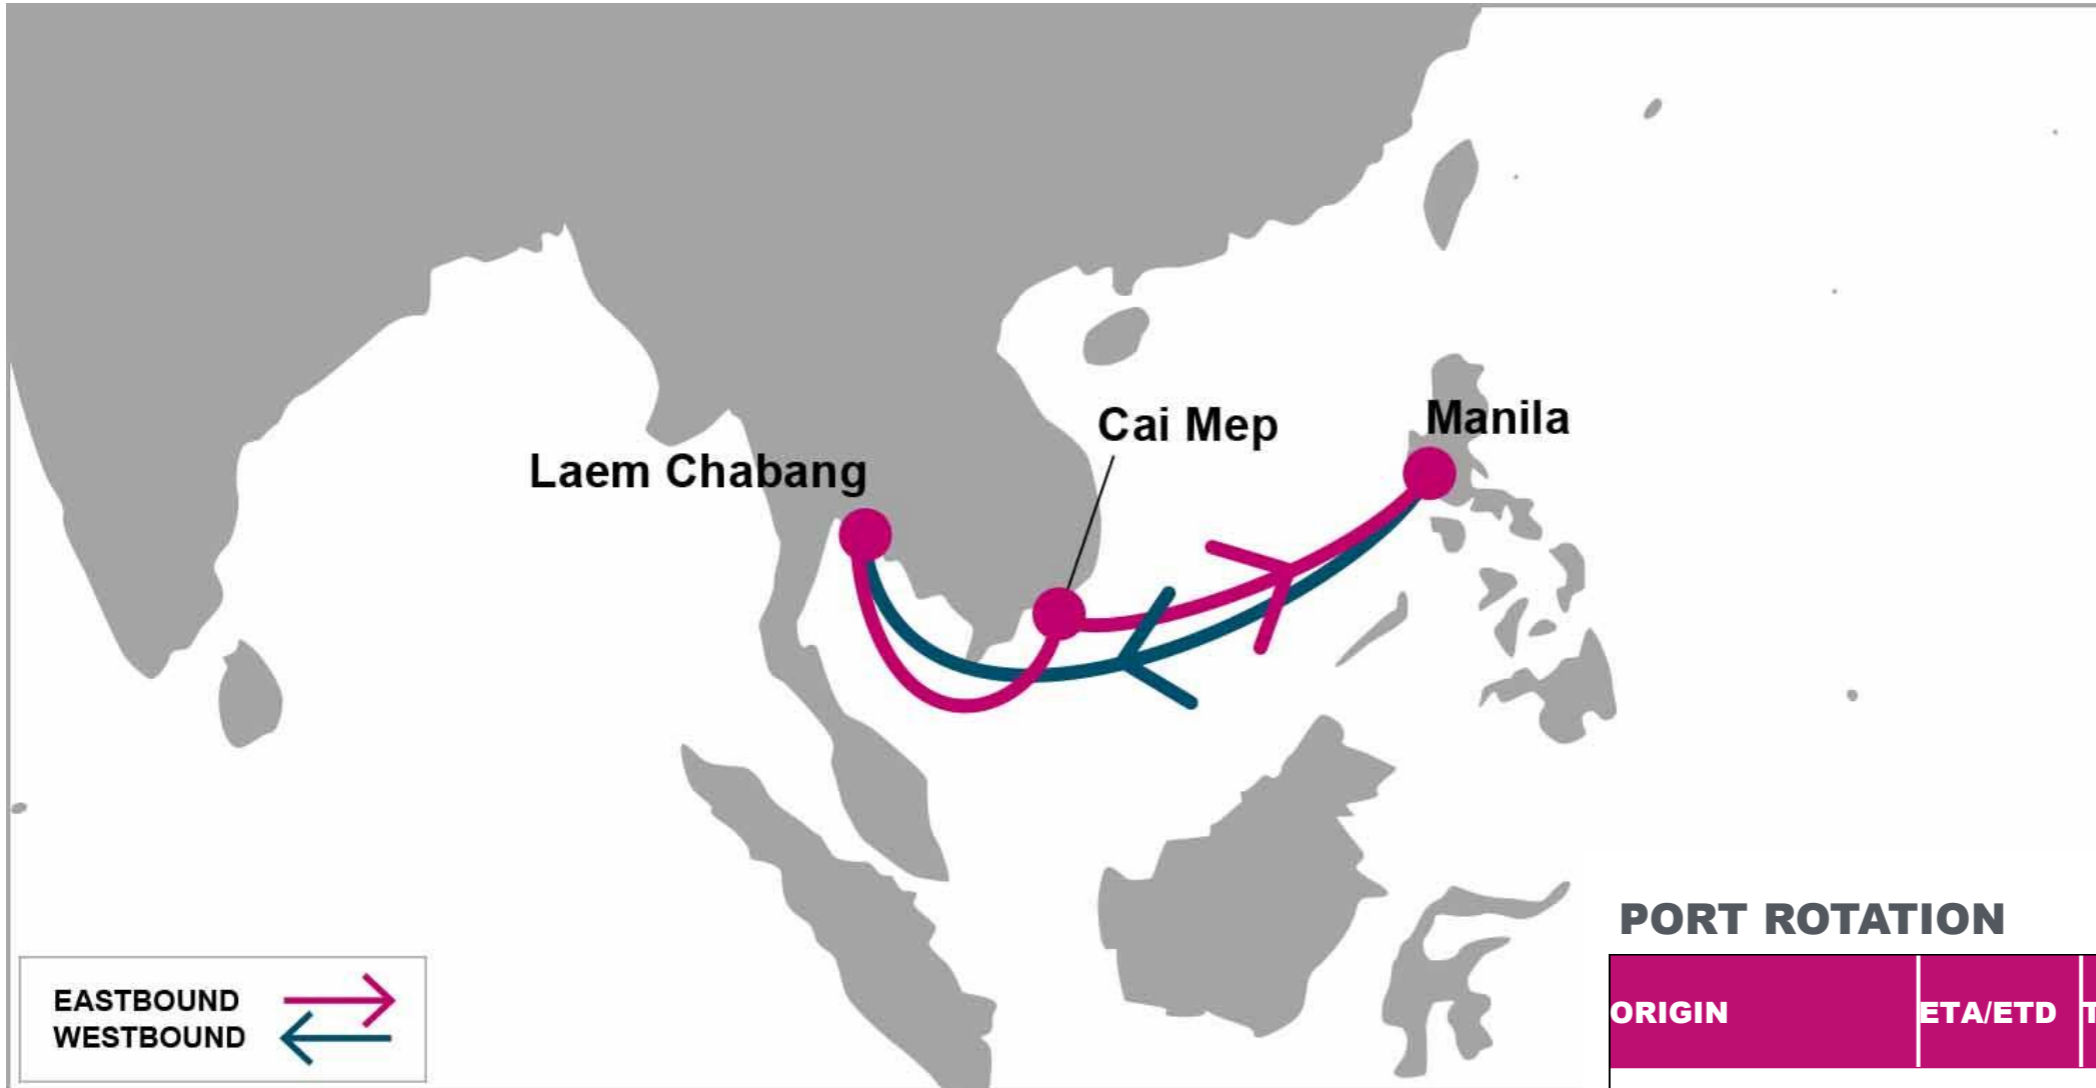 Manila
Cai Mep
Laem Chabang
PORT ROTATION
ORIGIN ETA/ETD T
EASTBOUND
WESTBOUND